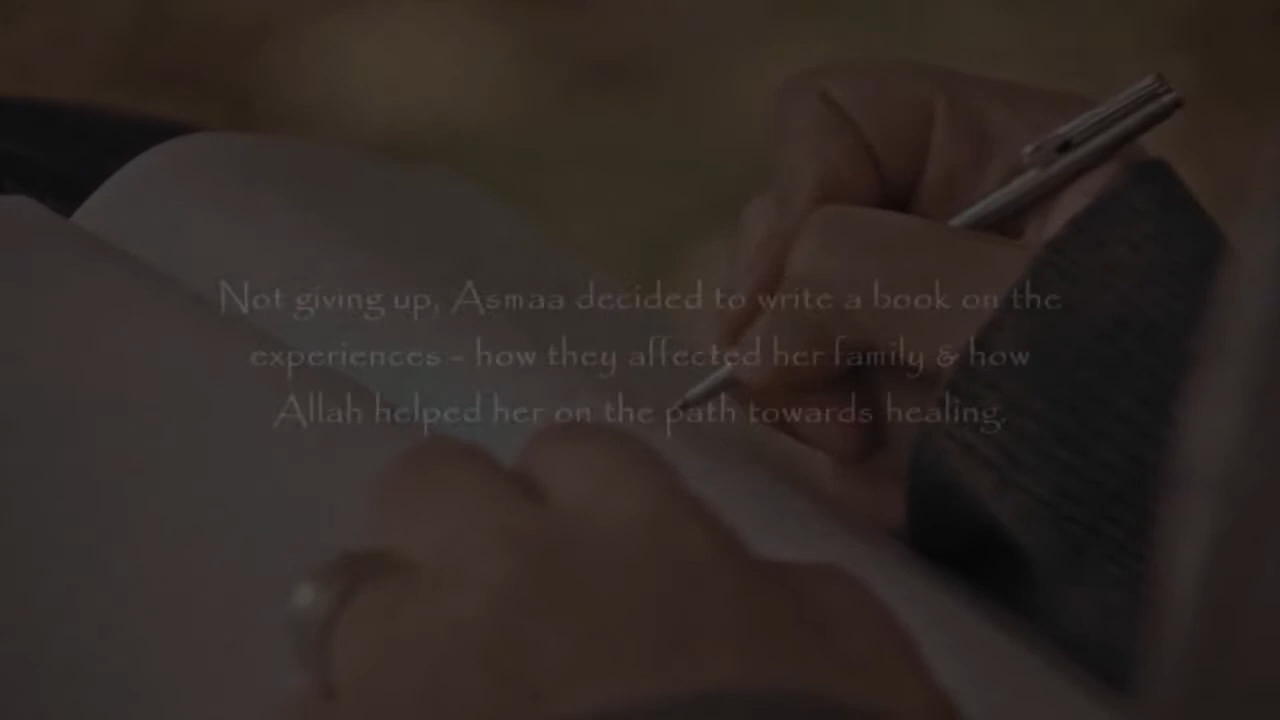 Not giving up, Asmaa decided to write a book on the
experiences - how they affected her family & how
Allah helped her on the path towards healing.